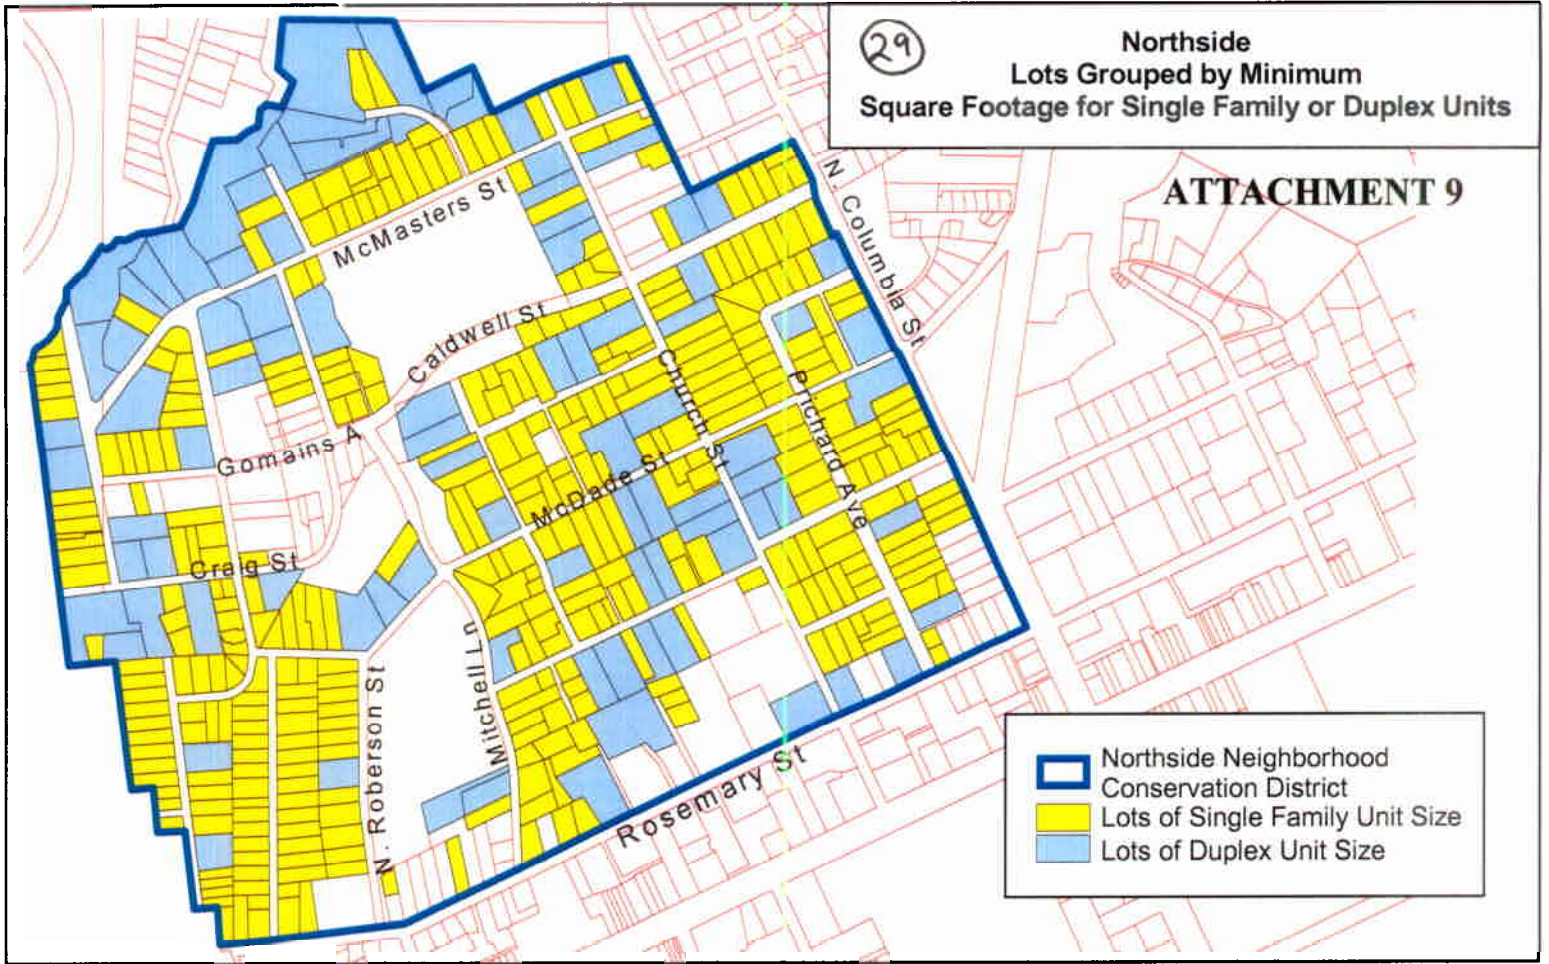 29
Northside
Lots Grouped by Minimum
Square Footage for Single Family or Duplex Units
ATTACHMENT 9
N. Columbia St
McMasters St
Caldwell St
Church St
Prichard Ave
Gomains A
McDade St
Craig St
Mitchell Ln
N. Roberson St
Rosemary St
Northside Neighborhood
Conservation District
Lots of Single Family Unit Size
Lots of Duplex Unit Size